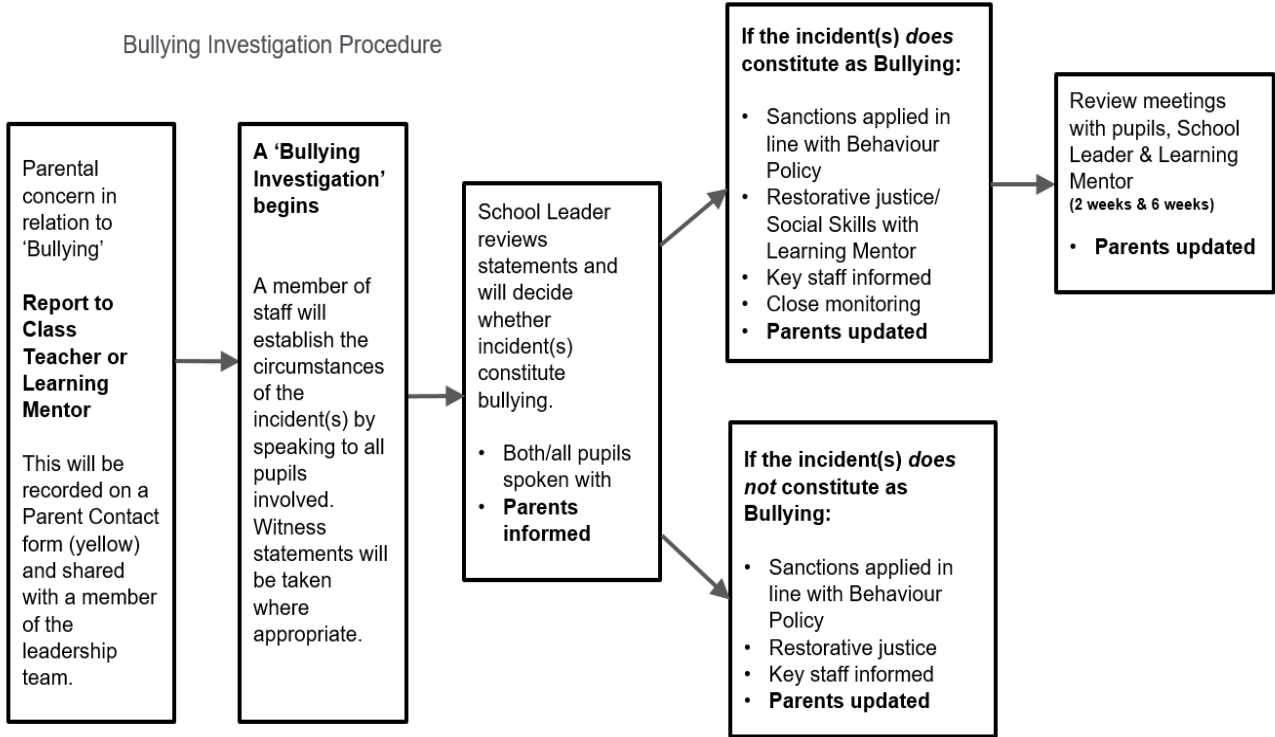 Bullying Investigation Procedure
Parental
concern in
relation to
‘Bullying’
Report to
Class
Teacher or
Learning
Mentor
This will be
recorded on a
Parent Contact
form (yellow)
and shared
with a member
of the
leadership
team.
A ‘Bullying
Investigation’
begins
A member of
staff will
establish the
circumstances
of the
incident(s) by
speaking to all
pupils
involved.
Witness
statements will
be taken
where
appropriate.
School Leader
reviews
statements and
will decide
whether
incident(s)
constitute
bullying.
• Both/all pupils
spoken with
• Parents
informed
If the incident(s) does
constitute as Bullying:
• Sanctions applied in
line with Behaviour
Policy
• Restorative justice/
Social Skills with
Learning Mentor
• Key staff informed
• Close monitoring
• Parents updated
Review meetings
with pupils, School
Leader & Learning
Mentor
(2 weeks & 6 weeks)
• Parents updated
If the incident(s) does
not constitute as
Bullying:
• Sanctions applied in
line with Behaviour
Policy
• Restorative justice
• Key staff informed
• Parents updated